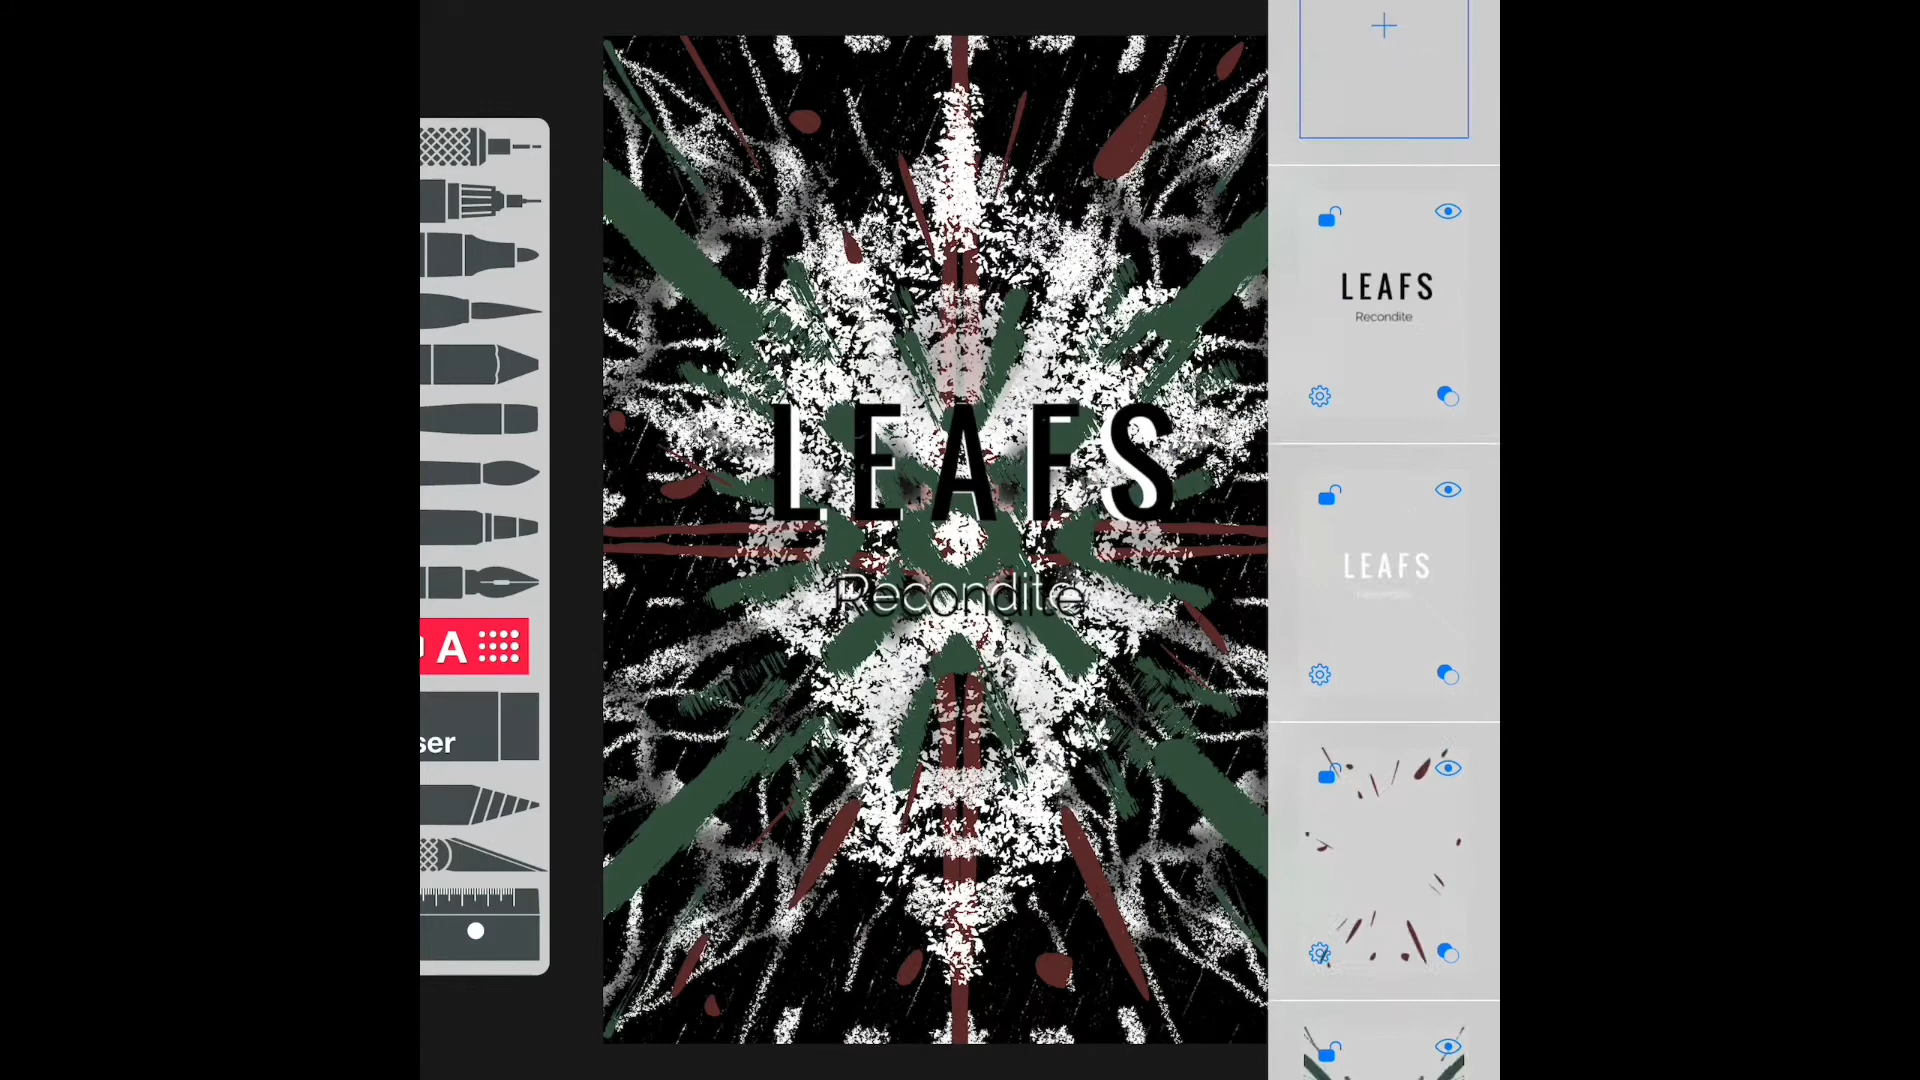 A
ser
LEAFS
Recondite
LEAFS
Recondite
LEAFS